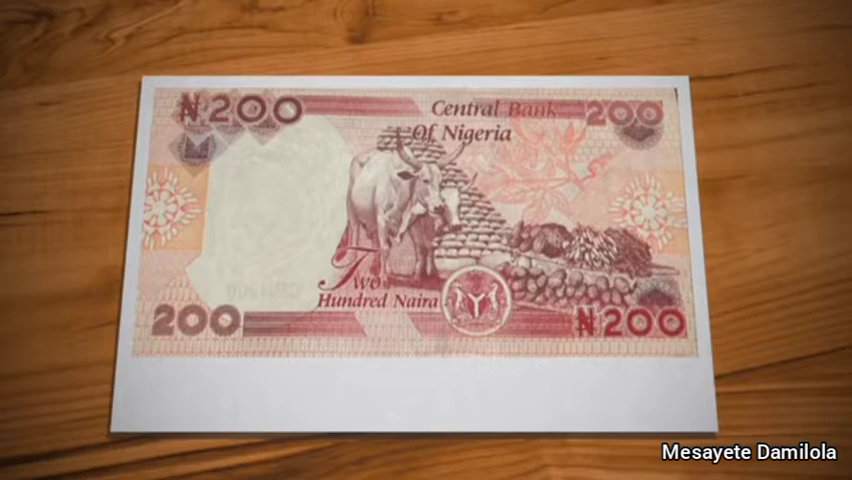 ₦200
Central Bank
Of Nigeria
200
Two
Hundred Naira
200
₦200
Mesayete Damilola